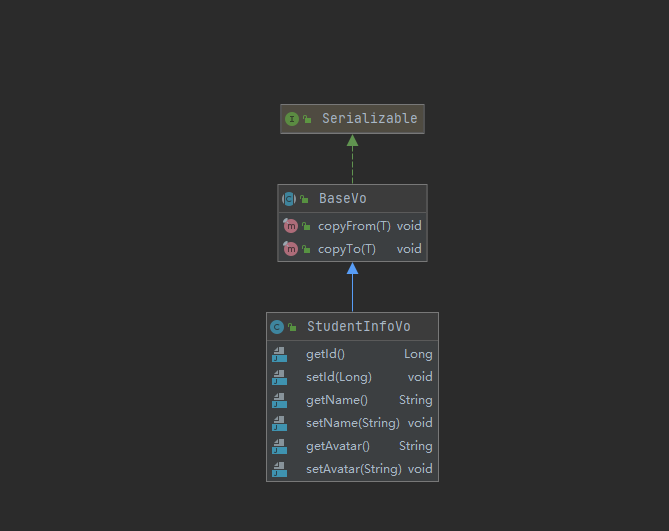 Serializable
BaseVo
copyFrom(T) void
copyTo(T) void
StudentInfoVo
getId() Long
setId(Long) void
getName() String
setName(String) void
getAvatar() String
setAvatar(String) void